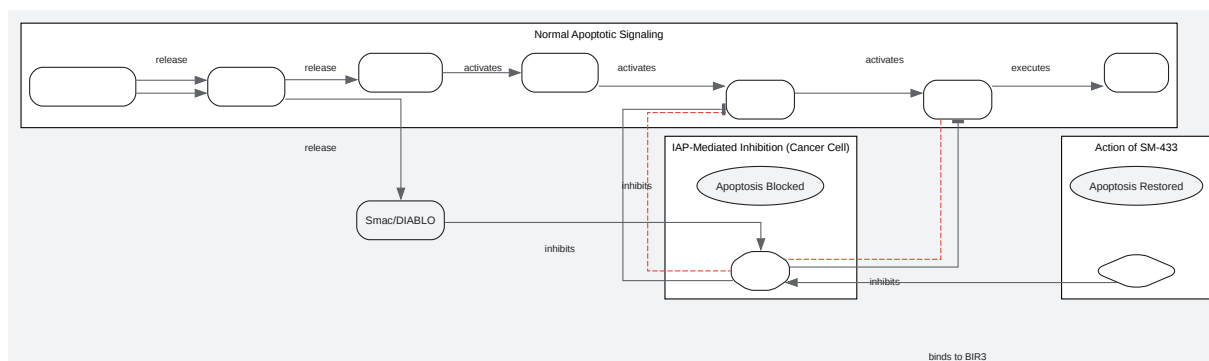 Normal Apoptotic Signaling
release
release
activates
activates
activates
executes
release
IAP-Mediated Inhibition (Cancer Cell)
Action of SM-433
inhibits
Apoptosis Blocked
Apoptosis Restored
Smac/DIABLO
inhibits
inhibits
binds to BIR3